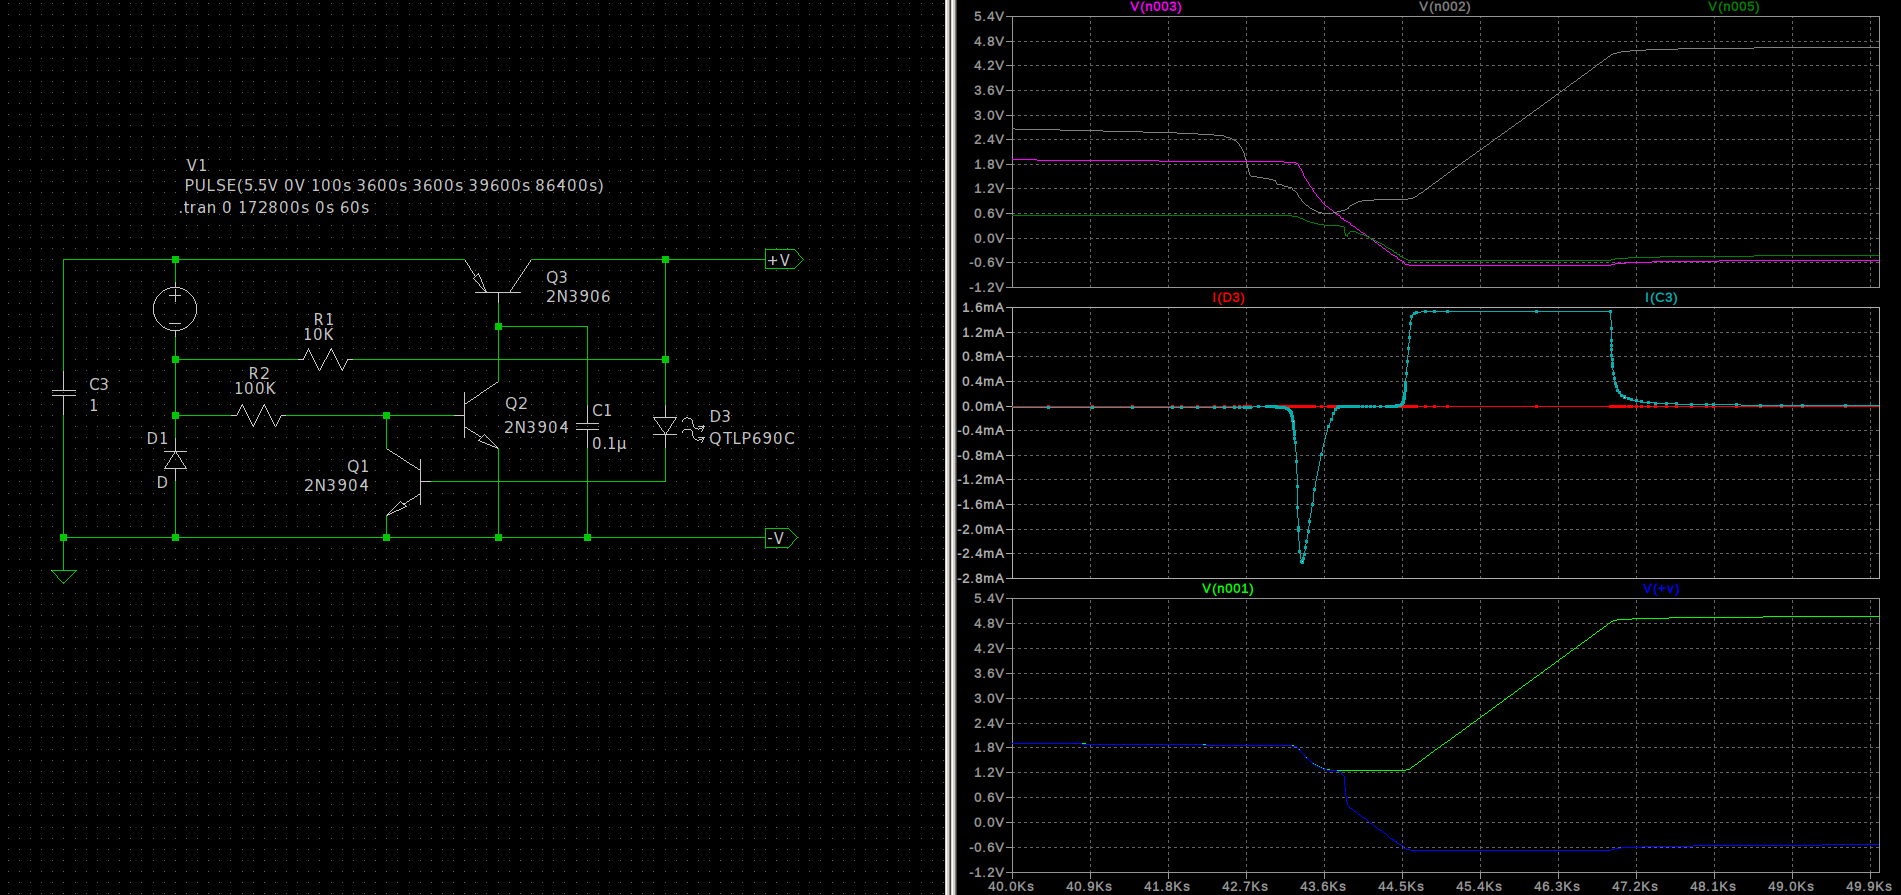 V1
PULSE(5.5V 0V 100s 3600s 3600s 39600s 86400s)
.tran 0 172800s 0s 60s
+V
Q3
2N3906
R1
10K
R2
100K
C3
1
Q2
2N3904
C1
0.1µ
D3
QTLP690C
D1
D
Q1
2N3904
-V
V(n003) V(n002) V(n005)
5.4V
4.8V
4.2V
3.6V
3.0V
2.4V
1.8V
1.2V
0.6V
0.0V
-0.6V
-1.2V
I(D3) I(C3)
1.6mA
1.2mA
0.8mA
0.4mA
0.0mA
-0.4mA
-0.8mA
-1.2mA
-1.6mA
-2.0mA
-2.4mA
-2.8mA
V(n001) V(+v)
5.4V
4.8V
4.2V
3.6V
3.0V
2.4V
1.8V
1.2V
0.6V
0.0V
-0.6V
-1.2V
40.0Ks 40.9Ks 41.8Ks 42.7Ks 43.6Ks 44.5Ks 45.4Ks 46.3Ks 47.2Ks 48.1Ks 49.0Ks 49.9Ks